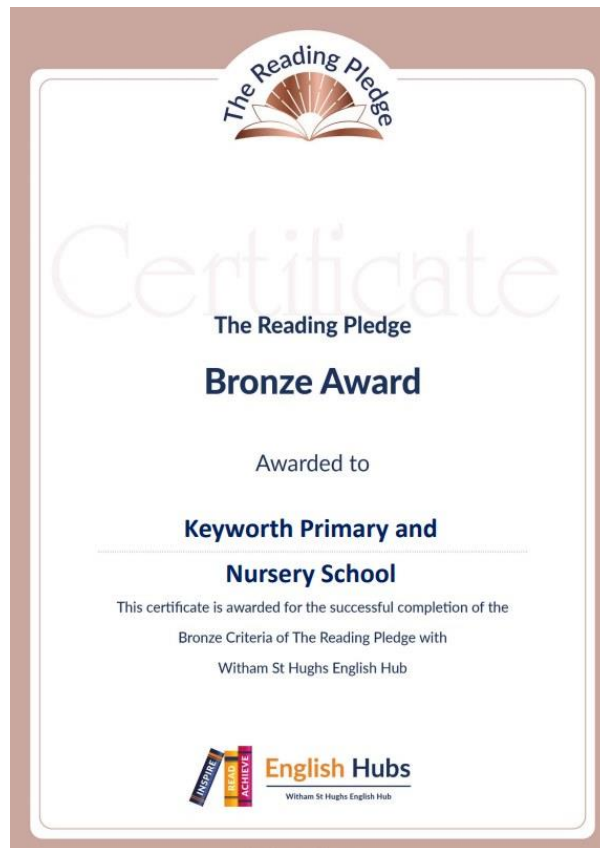 The Reading Pledge
Certificate
The Reading Pledge
Bronze Award
Awarded to
Keyworth Primary and
Nursery School
This certificate is awarded for the successful completion of the
Bronze Criteria of The Reading Pledge with
Witham St Hughs English Hub
INSPIRE
READ
ACHIEVE
English Hubs
Witham St Hughs English Hub